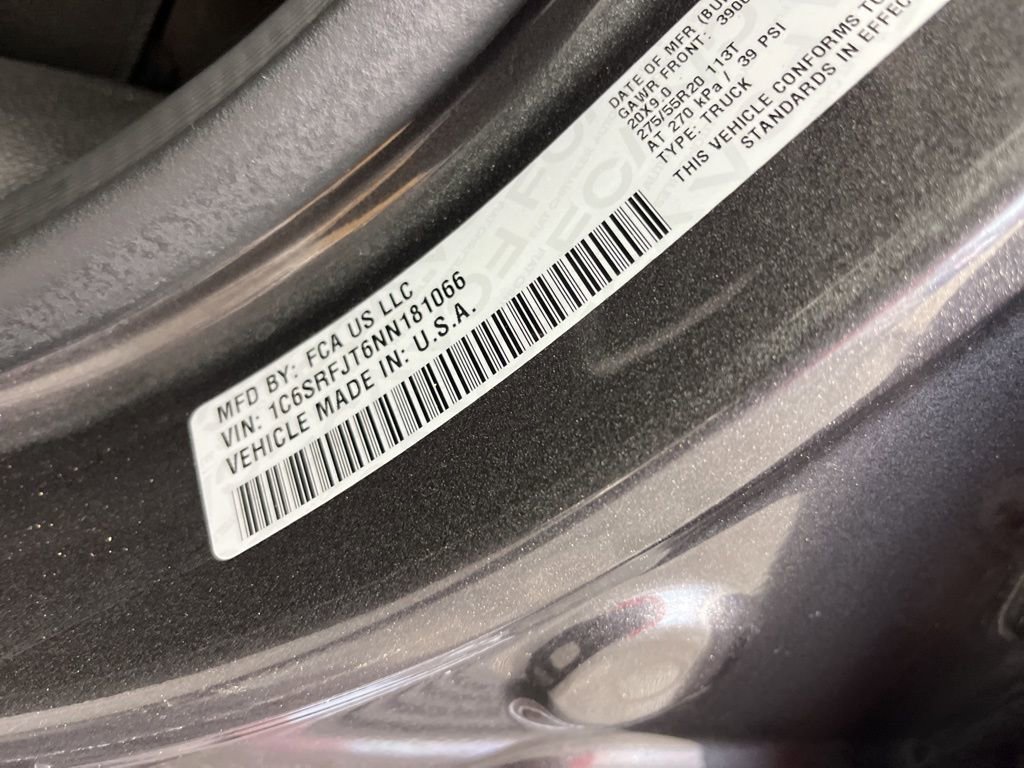 MFD BY: FCA US LLC
VIN: 1C6SRFJT6NN181066
VEHICLE MADE IN: U.S.A.
DATE OF MFR
GAWR FRONT:
20X9.0
275/55R20 113T
AT 270 kPa / 39 PSI
TYPE: TRUCK
THIS VEHICLE CONFORMS TO
STANDARDS IN EFFEC